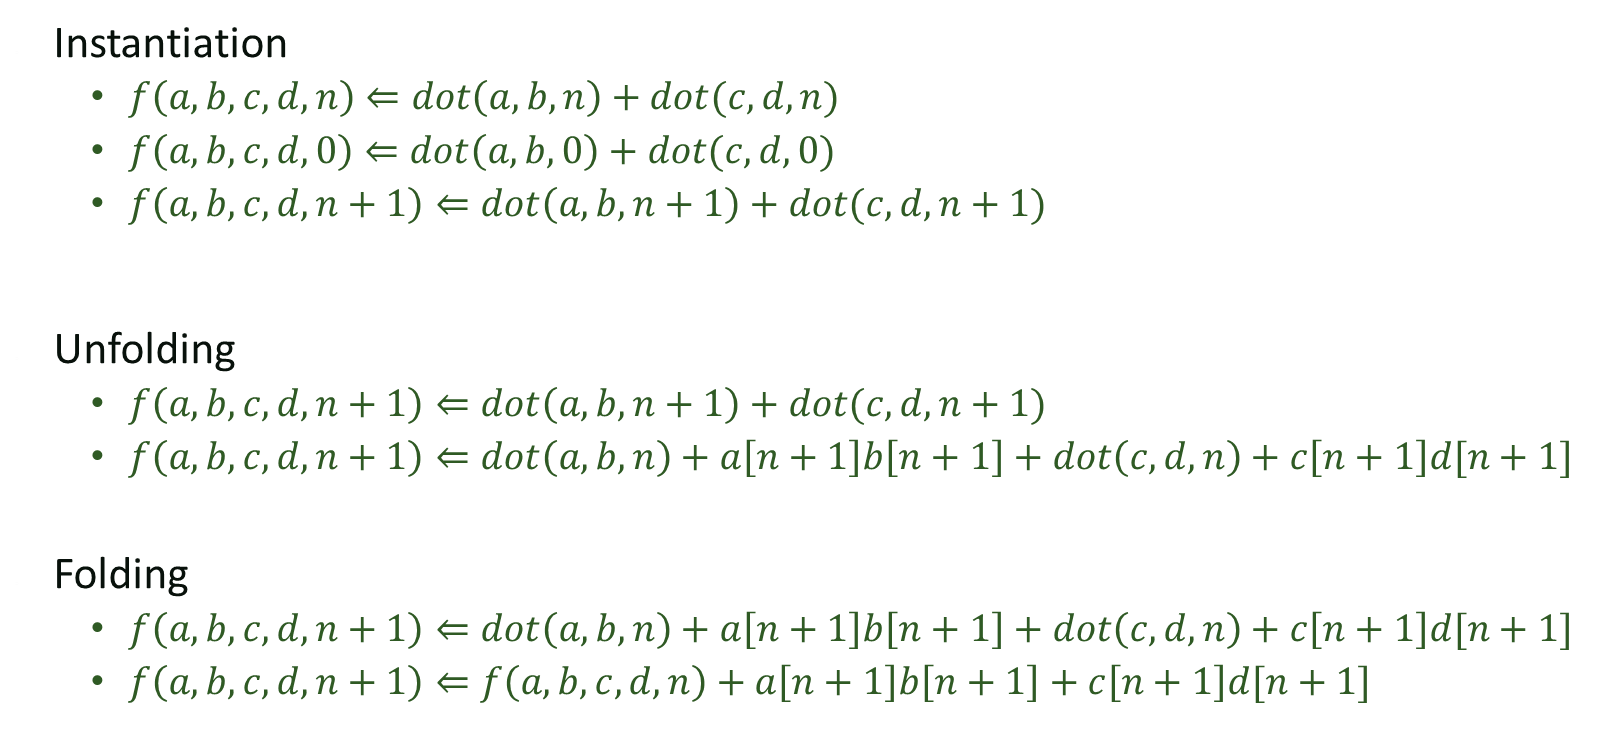 Instantiation
• f(a, b, c, d, n) ⇐ dot(a, b, n) + dot(c, d, n)
• f(a, b, c, d, 0) ⇐ dot(a, b, 0) + dot(c, d, 0)
• f(a, b, c, d, n + 1) ⇐ dot(a, b, n + 1) + dot(c, d, n + 1)
Unfolding
• f(a, b, c, d, n + 1) ⇐ dot(a, b, n + 1) + dot(c, d, n + 1)
• f(a, b, c, d, n + 1) ⇐ dot(a, b, n) + a[n + 1]b[n + 1] + dot(c, d, n) + c[n + 1]d[n + 1]
Folding
• f(a, b, c, d, n + 1) ⇐ dot(a, b, n) + a[n + 1]b[n + 1] + dot(c, d, n) + c[n + 1]d[n + 1]
• f(a, b, c, d, n + 1) ⇐ f(a, b, c, d, n) + a[n + 1]b[n + 1] + c[n + 1]d[n + 1]